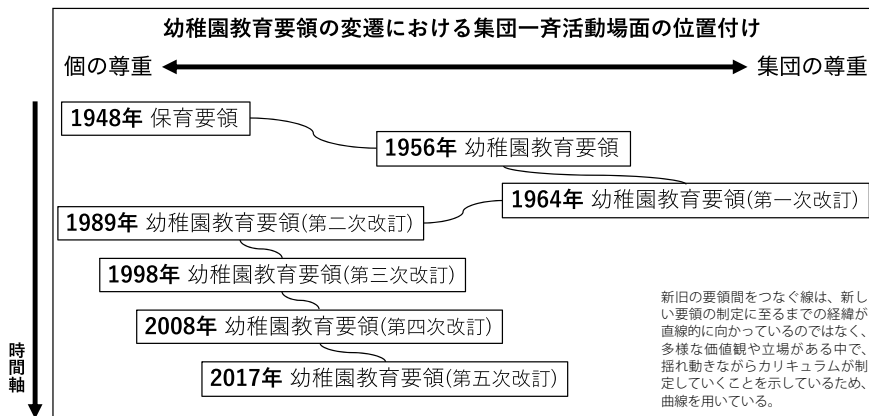 幼稚園教育要領の変遷における集団一斉活動場面の位置付け
個の尊重
集団の尊重
1948年 保育要領
1956年 幼稚園教育要領
1964年 幼稚園教育要領(第一次改訂)
1989年 幼稚園教育要領(第二次改訂)
1998年 幼稚園教育要領(第三次改訂)
2008年 幼稚園教育要領(第四次改訂)
2017年 幼稚園教育要領(第五次改訂)
時間軸
新旧の要領間をつなぐ線は、新し
い要領の制定に至るまでの経緯が
直線的に向かっているのではなく、
多様な価値観や立場がある中で、
揺れ動きながらカリキュラムが制
定していくことを示しているため、
曲線を用いている。